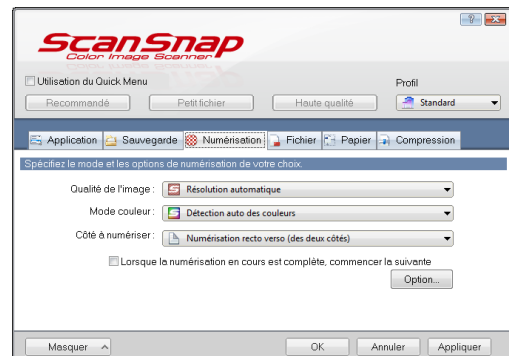 ScanSnap
Color Image Scanner
Utilisation du Quick Menu
Profil
Recommandé Petit fichier Haute qualité Standard
Application Sauvegarde Numérisation Fichier Papier Compression
Spécifiez le mode et les options de numérisation de votre choix.
Qualité de l'image : Résolution automatique
Mode couleur : Détection auto des couleurs
Côté à numériser : Numérisation recto verso (des deux côtés)
Lorsque la numérisation en cours est complète, commencer la suivante
Option...
Masquer OK Annuler Appliquer